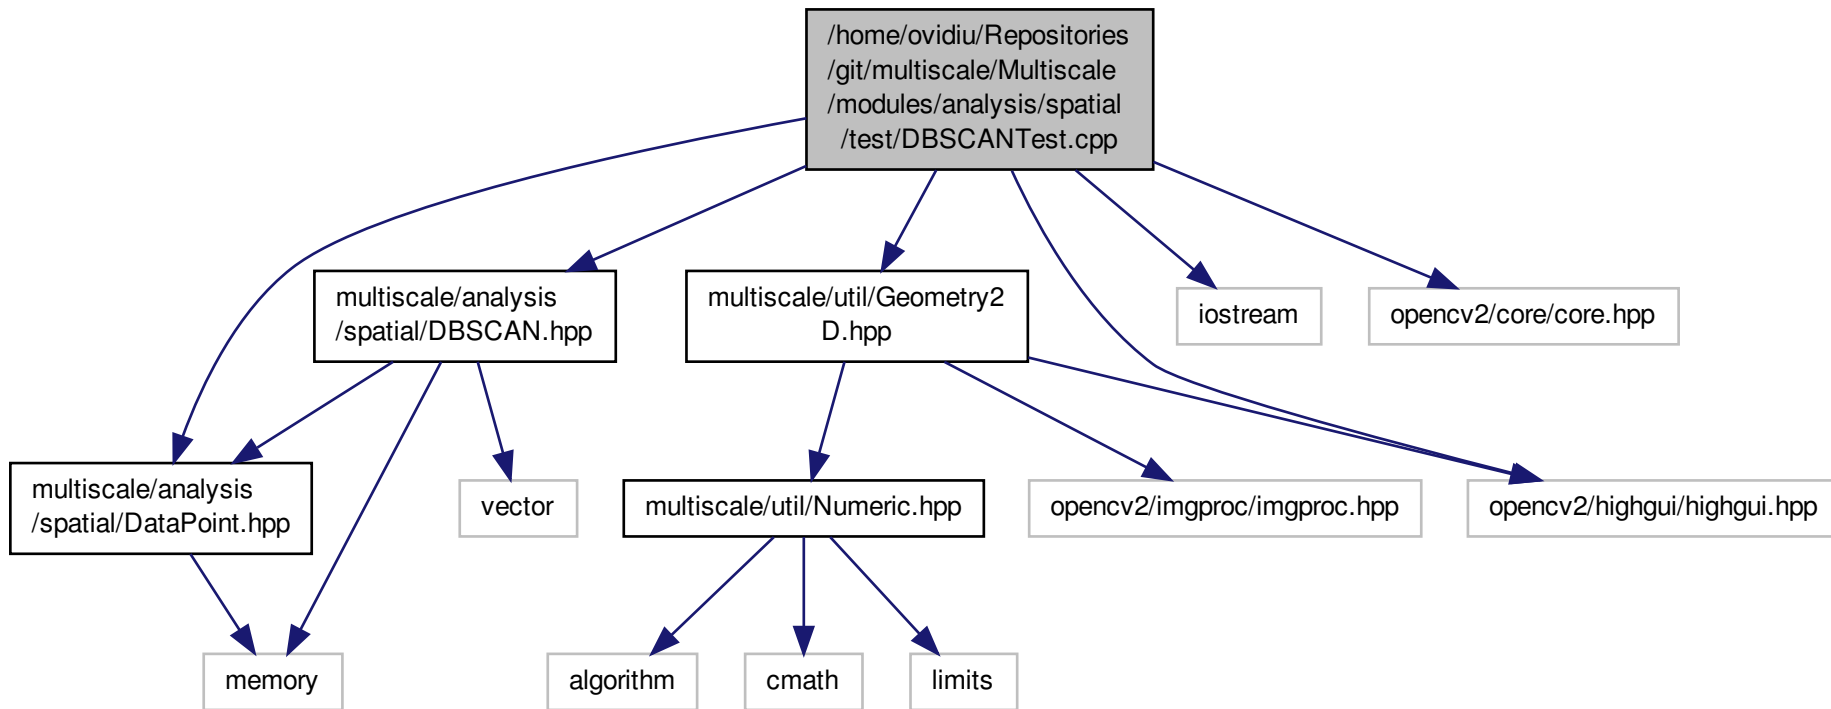 /home/ovidiu/Repositories
/git/multiscale/Multiscale
/modules/analysis/spatial
/test/DBSCANTest.cpp
multiscale/analysis
/spatial/DBSCAN.hpp
multiscale/util/Geometry2
D.hpp
iostream
opencv2/core/core.hpp
multiscale/analysis
/spatial/DataPoint.hpp
vector
multiscale/util/Numeric.hpp
opencv2/imgproc/imgproc.hpp
opencv2/highgui/highgui.hpp
memory
algorithm
cmath
limits